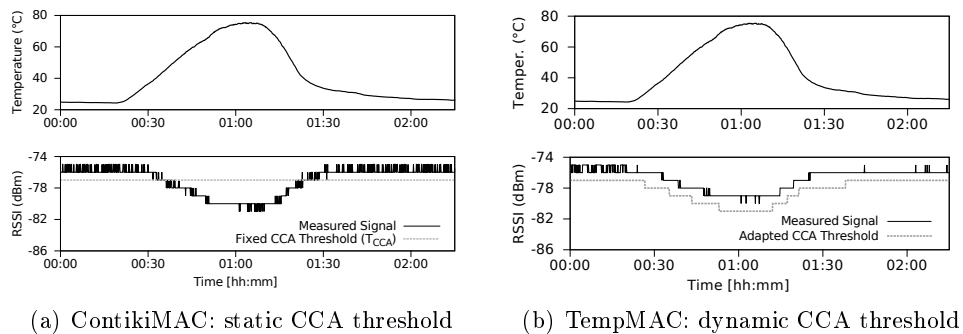 Temperature (°C)
80
60
40
20
00:00 00:30 01:00 01:30 02:00
RSSI (dBm)
-74
-78
-82
-86
Measured Signal
Fixed CCA Threshold (TCCA)
00:00 00:30 01:00 01:30 02:00
Time [hh:mm]
(a) ContikiMAC: static CCA threshold
Temper. (°C)
80
60
40
20
00:00 00:30 01:00 01:30 02:00
RSSI (dBm)
-74
-78
-82
-86
Measured Signal
Adapted CCA Threshold
00:00 00:30 01:00 01:30 02:00
Time [hh:mm]
(b) TempMAC: dynamic CCA threshold